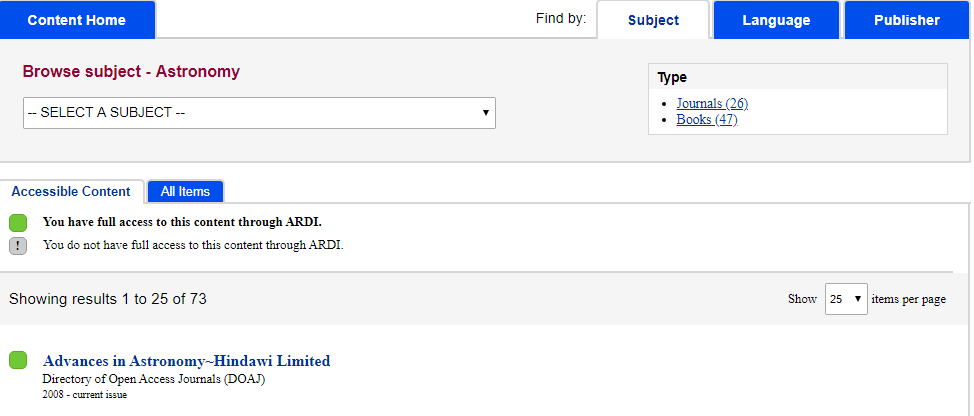 Content Home
Find by:
Subject
Language
Publisher
Browse subject - Astronomy
-- SELECT A SUBJECT --
Type
Journals (26)
Books (47)
Accessible Content
All Items
You have full access to this content through ARDI.
! You do not have full access to this content through ARDI.
Showing results 1 to 25 of 73
Show 25 items per page
Advances in Astronomy~Hindawi Limited
Directory of Open Access Journals (DOAJ)
2008 - current issue